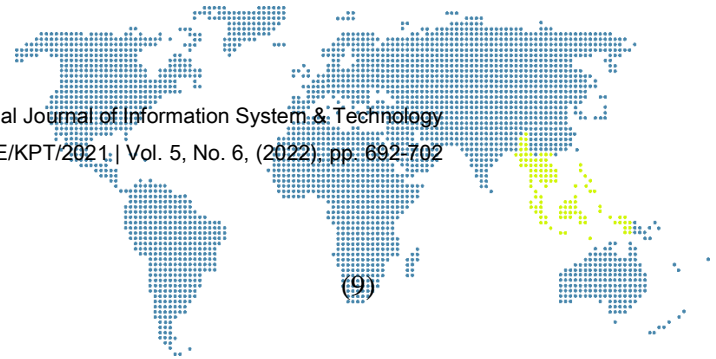 al Journal of Information System & Technology
E/KPT/2021 | Vol. 5, No. 6, (2022), pp. 692-702
(9)